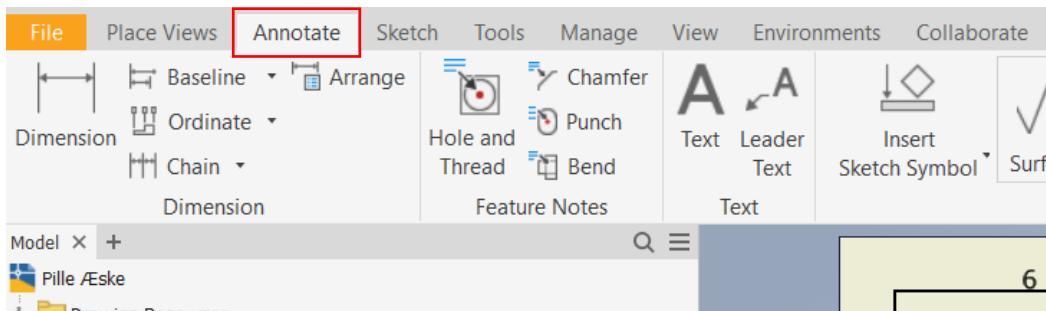 File Place Views Annotate Sketch Tools Manage View Environments Collaborate
Dimension
Baseline
Ordinate
Chain
Arrange
Dimension
Hole and
Thread
Chamfer
Punch
Bend
Feature Notes
Text
Leader
Text
Text
Insert
Sketch Symbol
Model
Pille Æske
6